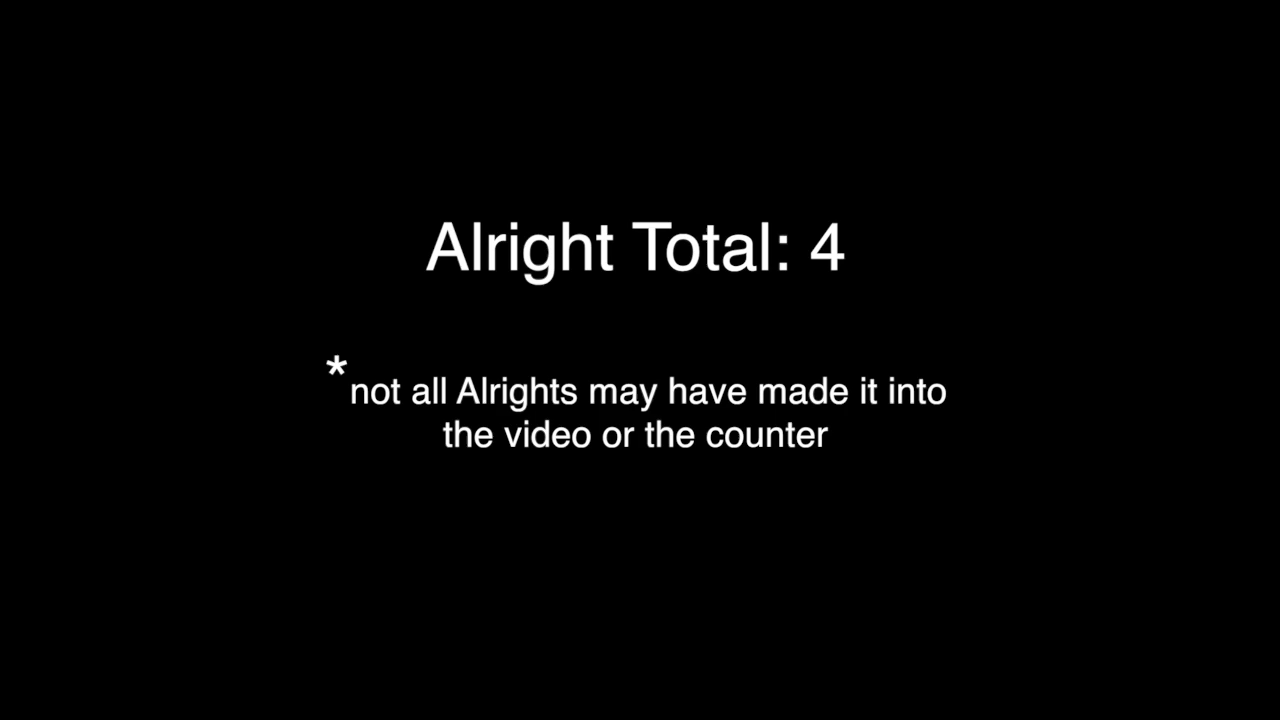 Alright Total: 4
*not all Alrights may have made it into
the video or the counter